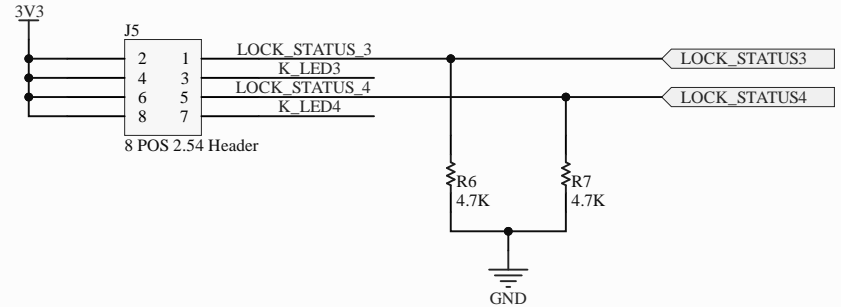 3V3
J5
2 1 LOCK_STATUS_3 LOCK_STATUS3
4 3 K_LED3
6 5 LOCK_STATUS_4 LOCK_STATUS4
8 7 K_LED4
8 POS 2.54 Header
R6 R7
4.7K 4.7K
GND